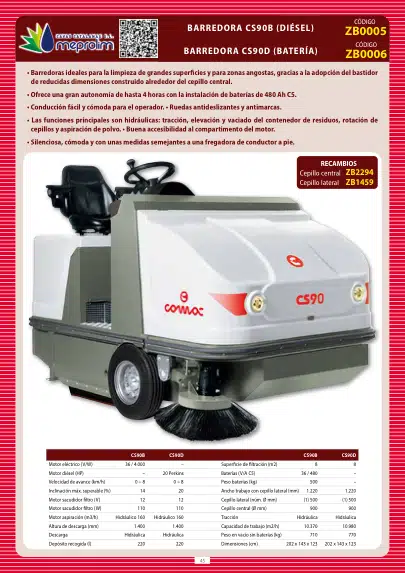 CAVAS CATALANAS S.L.
meprolim
BARREDORA CS90B (DIÉSEL)
CÓDIGO
ZB0005
BARREDORA CS90D (BATERÍA)
CÓDIGO
ZB0006
• Barredoras ideales para la limpieza de grandes superficies y para zonas angostas, gracias a la adopción del bastidor
de reducidas dimensiones construido alrededor del cepillo central.
• Ofrece una gran autonomía de hasta 4 horas con la instalación de baterías de 480 Ah C5.
• Conducción fácil y cómoda para el operador. • Ruedas antideslizantes y antimarcas.
• Las funciones principales son hidráulicas: tracción, elevación y vaciado del contenedor de residuos, rotación de
cepillos y aspiración de polvo. • Buena accesibilidad al compartimento del motor.
• Silenciosa, cómoda y con unas medidas semejantes a una fregadora de conductor a pie.
RECAMBIOS
Cepillo central ZB2294
Cepillo lateral ZB1459
comac
CS90
CS90B CS90D
Motor eléctrico (V/W) 36 / 4 000 –
Motor diésel (HP) – 20 Perkins
Velocidad de avance (km/h) 0 ÷ 8 0 ÷ 8
Inclinación máx. superable (%) 14 20
Motor sacudidor filtro (V) 12 12
Motor sacudidor filtro (W) 110 110
Motor aspiración (m3/h) Hidráulico 160 Hidráulico 160
Altura de descarga (mm) 1.400 1.400
Descarga Hidráulica Hidráulica
Depósito recogida (l) 220 220
CS90B CS90D
Superficie de filtración (m2) 8 8
Baterías (V/A C5) 36 / 480 –
Peso baterías (kg) 500 –
Ancho trabajo con cepillo lateral (mm) 1.220 1.220
Cepillo lateral (núm. Ø mm) (1) 500 (1) 500
Cepillo central (Ø mm) 900 900
Tracción Hidráulica Hidráulica
Capacidad de trabajo (m2/h) 10.370 10.980
Peso en vacío sin baterías (kg) 710 770
Dimensiones (cm) 202 x 145 x 123 202 x 145 x 123
45